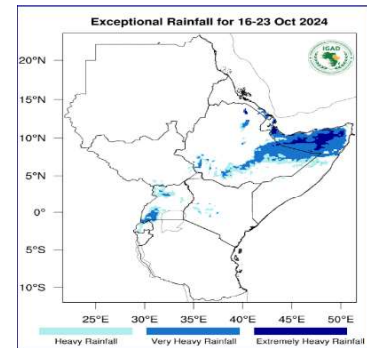 Exceptional Rainfall for 16-23 Oct 2024
IGAD
20°N
15°N
10°N
5°N
0°
5°S
10°S
25°E 30°E 35°E 40°E 45°E 50°E
Heavy Rainfall Very Heavy Rainfall Extremely Heavy Rainfall